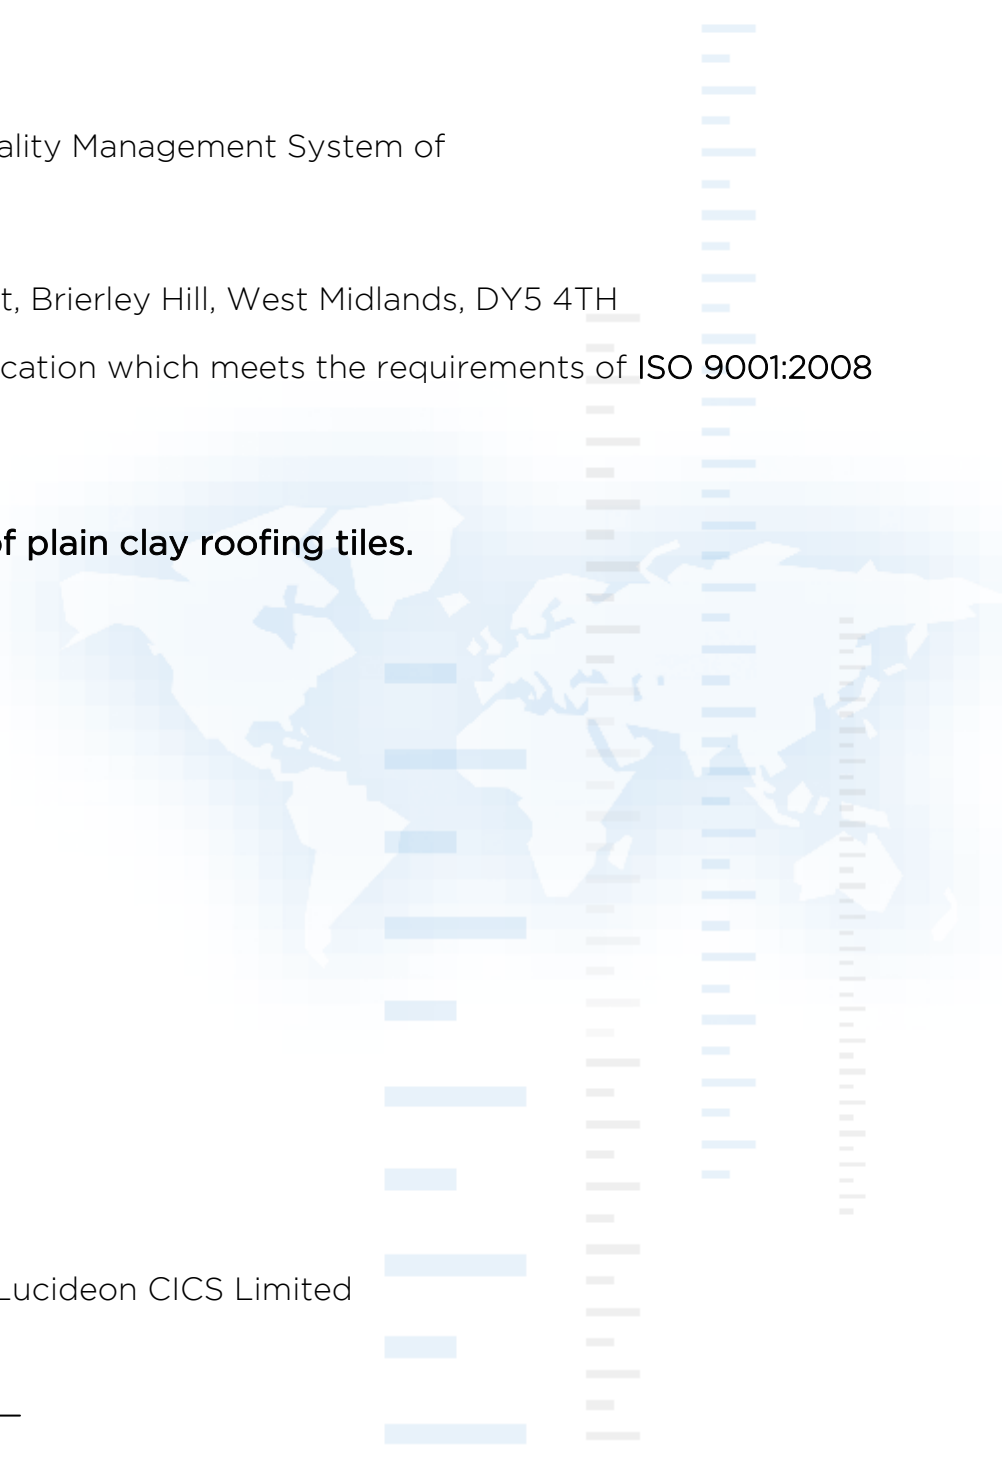 ality Management System of
t, Brierley Hill, West Midlands, DY5 4TH
cation which meets the requirements of ISO 9001:2008
of plain clay roofing tiles.
Lucideon CICS Limited